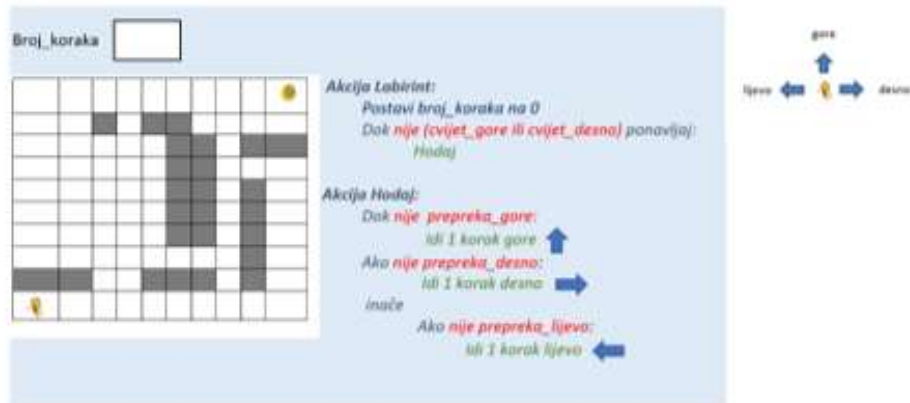 Broj_koraka
gore
lijevo
desno
Akcija Labirint:
Postavi broj_koraka na 0
Dok nije (cvijet_gore ili cvijet_desno) ponavljaj:
Hodaj
Akcija Hodaj:
Dok nije prepreka_gore:
Idi 1 korak gore
Ako nije prepreka_desno:
Idi 1 korak desno
inače
Ako nije prepreka_lijevo:
Idi 1 korak lijevo